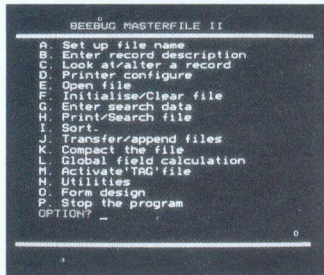 BEEBUG MASTERFILE II
A. Set up file name
B. Enter record description
C. Look at/alter a record
D. Printer configure
E. Open file
F. Initialise/Clear file
G. Enter search data
H. Print/Search file
I. Sort
J. Transfer/append files
K. Compact the file
L. Global field calculation
M. Activate'TAG'file
N. Utilities
O. Form design
P. Stop the program
OPTION? _
0